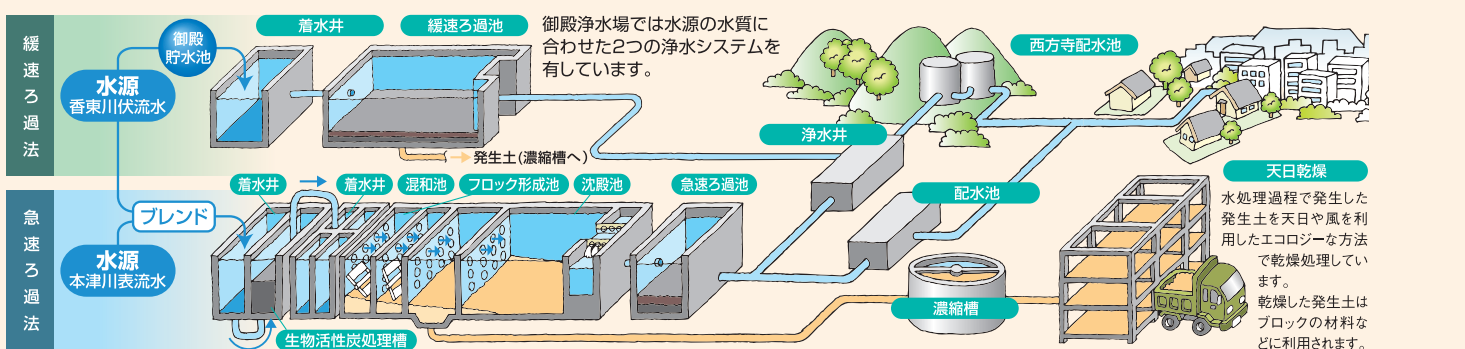 緩速ろ過法
御殿
貯水池
水源
香東川伏流水
着水井
緩速ろ過池
御殿浄水場では水源の水質に
合わせた2つの浄水システムを
有しています。
発生土(濃縮槽へ)
西方寺配水池
浄水井
配水池
急速ろ過法
ブレンド
水源
本津川表流水
着水井
着水井
混和池
フロック形成池
沈殿池
急速ろ過池
生物活性炭処理槽
濃縮槽
天日乾燥
水処理過程で発生した
発生土を天日や風を利
用したエコロジーな方法
で乾燥処理してい
ます。
乾燥した発生土は
ブロックの材料な
どに利用されます。